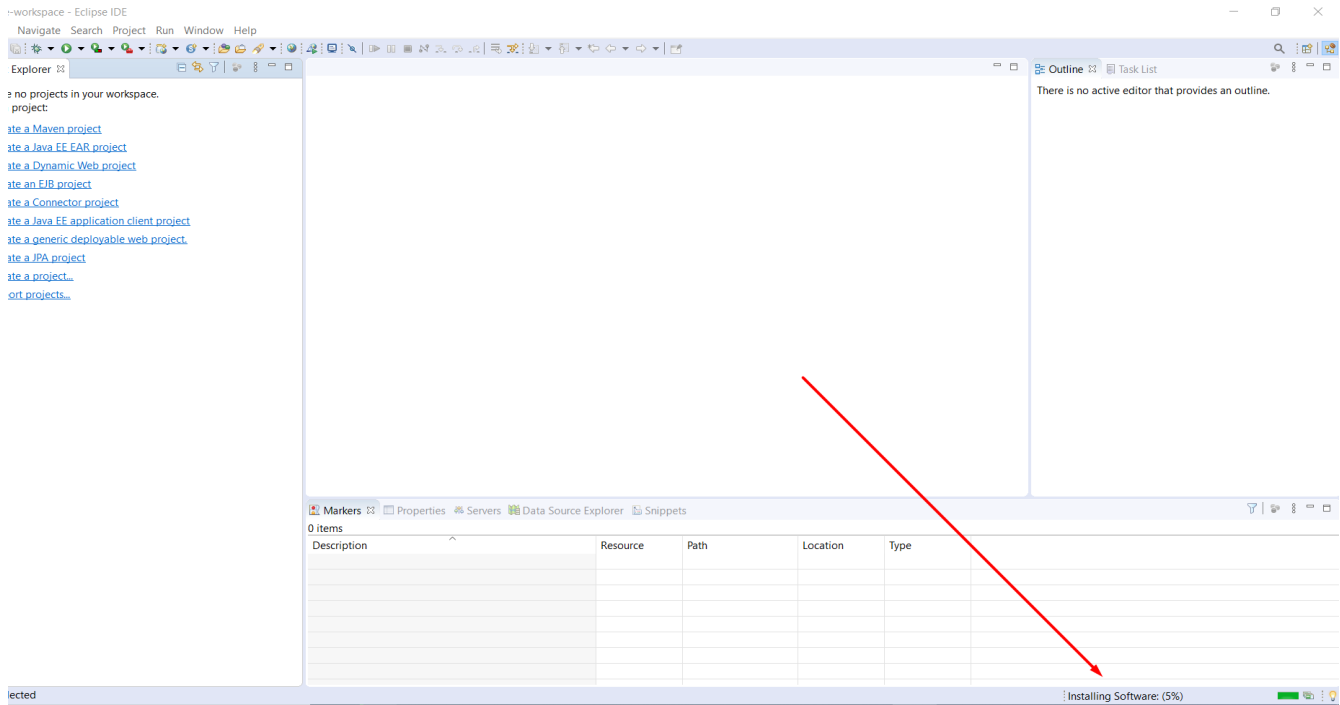 -workspace - Eclipse IDE
Navigate Search Project Run Window Help
Explorer
Outline Task List
e no projects in your workspace.
project:
There is no active editor that provides an outline.
ate a Maven project
ate a Java EE EAR project
ate a Dynamic Web project
ate an EJB project
ate a Connector project
ate a Java EE application client project
ate a generic deployable web project.
ate a JPA project
ate a project...
ort projects...
Markers Properties Servers Data Source Explorer Snippets
0 items
Description Resource Path Location Type
lected
Installing Software: (5%)